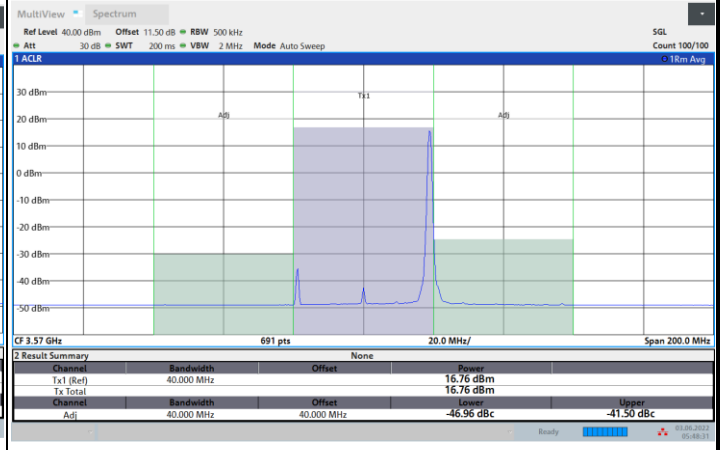 MultiView Spectrum
Ref Level 40.00 dBm Offset 11.50 dB RBW 500 kHz SGL
Att 30 dB SWT 200 ms VBW 2 MHz Mode Auto Sweep Count 100/100
1 ACLR 1Rm Avg
30 dBm
Tx1
20 dBm
Adj Adj
10 dBm
0 dBm
-10 dBm
-20 dBm
-30 dBm
-40 dBm
-50 dBm
CF 3.57 GHz 691 pts 20.0 MHz/ Span 200.0 MHz
2 Result Summary None
Channel Bandwidth Offset Power
Tx1 (Ref) 40.000 MHz 16.76 dBm
Tx Total 16.76 dBm
Channel Bandwidth Offset Lower Upper
Adj 40.000 MHz 40.000 MHz -46.96 dBc -41.50 dBc
Ready 03.06.2022
05:48:31